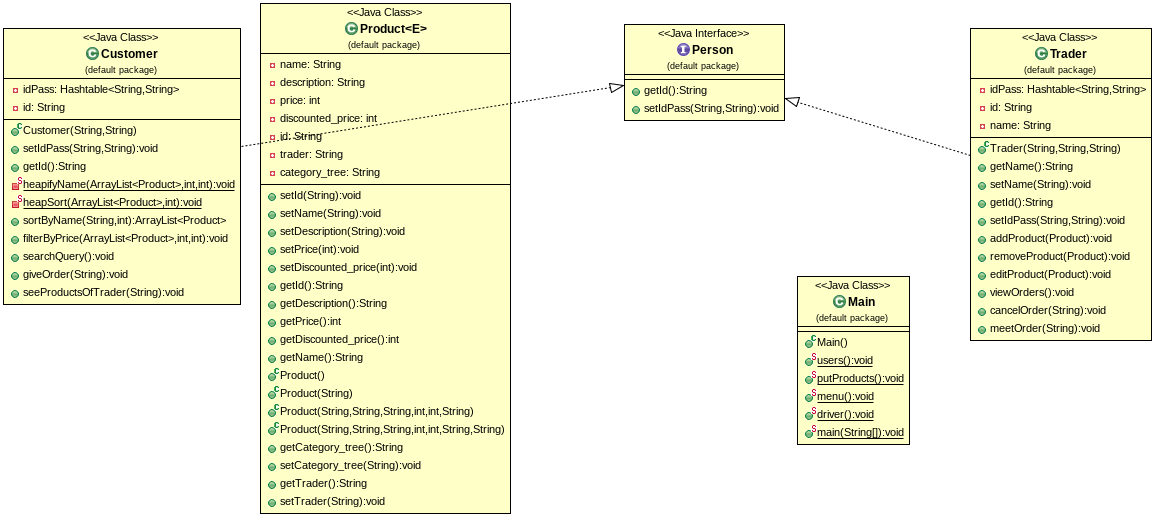 <<Java Class>>
Customer
(default package)
idPass: Hashtable<String,String>
id: String
Customer(String,String)
setIdPass(String,String):void
getId():String
heapifyName(ArrayList<Product>,int,int):void
heapSort(ArrayList<Product>,int):void
sortByName(String,int):ArrayList<Product>
filterByPrice(ArrayList<Product>,int,int):void
searchQuery():void
giveOrder(String):void
seeProductsOfTrader(String):void
<<Java Class>>
Product<E>
(default package)
name: String
description: String
price: int
discounted_price: int
id: String
trader: String
category_tree: String
setId(String):void
setName(String):void
setDescription(String):void
setPrice(int):void
setDiscounted_price(int):void
getId():String
getDescription():String
getPrice():int
getDiscounted_price():int
getName():String
Product()
Product(String)
Product(String,String,String,int,int,String)
Product(String,String,String,int,int,String,String)
getCategory_tree():String
setCategory_tree(String):void
getTrader():String
setTrader(String):void
<<Java Interface>>
Person
(default package)
getId():String
setIdPass(String,String):void
<<Java Class>>
Main
(default package)
Main()
users():void
putProducts():void
menu():void
driver():void
main(String[]):void
<<Java Class>>
Trader
(default package)
idPass: Hashtable<String,String>
id: String
name: String
Trader(String,String,String)
getName():String
setName(String):void
getId():String
setIdPass(String,String):void
addProduct(Product):void
removeProduct(Product):void
editProduct(Product):void
viewOrders():void
cancelOrder(String):void
meetOrder(String):void